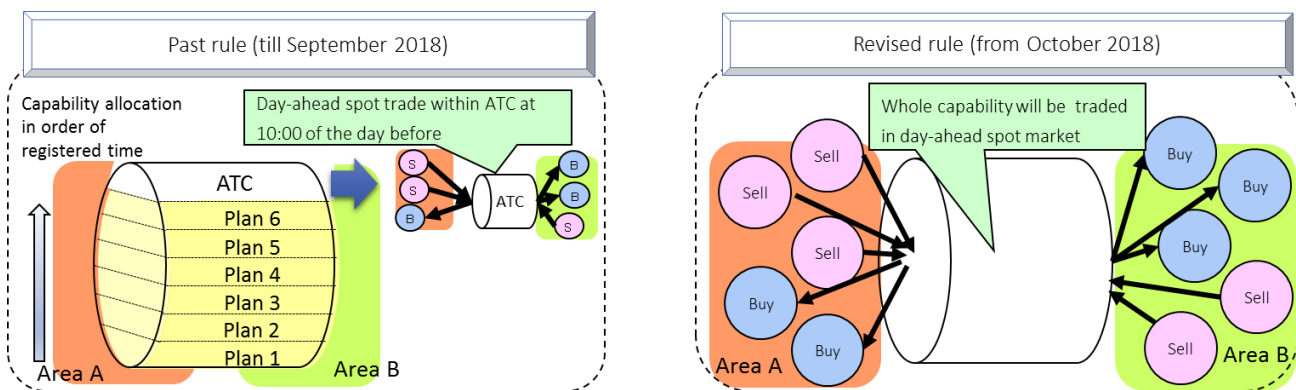 Past rule (till September 2018)
Capability allocation
in order of
registered time
Day-ahead spot trade within ATC at
10:00 of the day before
ATC
Plan 6
Plan 5
Plan 4
Plan 3
Plan 2
Plan 1
Area A
Area B
S
S
B
ATC
B
B
S
Revised rule (from October 2018)
Whole capability will be traded
in day-ahead spot market
Sell
Sell
Sell
Buy
Buy
Area A
Buy
Buy
Buy
Sell
Sell
Area B